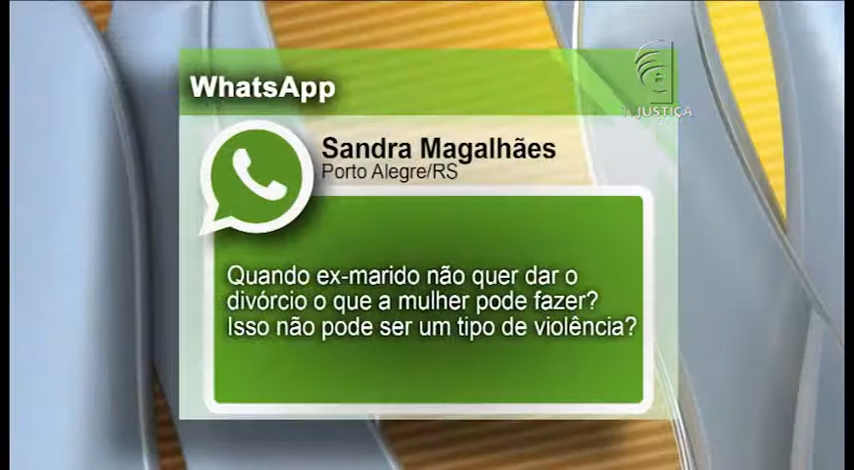 WhatsApp
JUSTIÇA
Sandra Magalhães
Porto Alegre/RS
Quando ex-marido não quer dar o
divórcio o que a mulher pode fazer?
Isso não pode ser um tipo de violência?